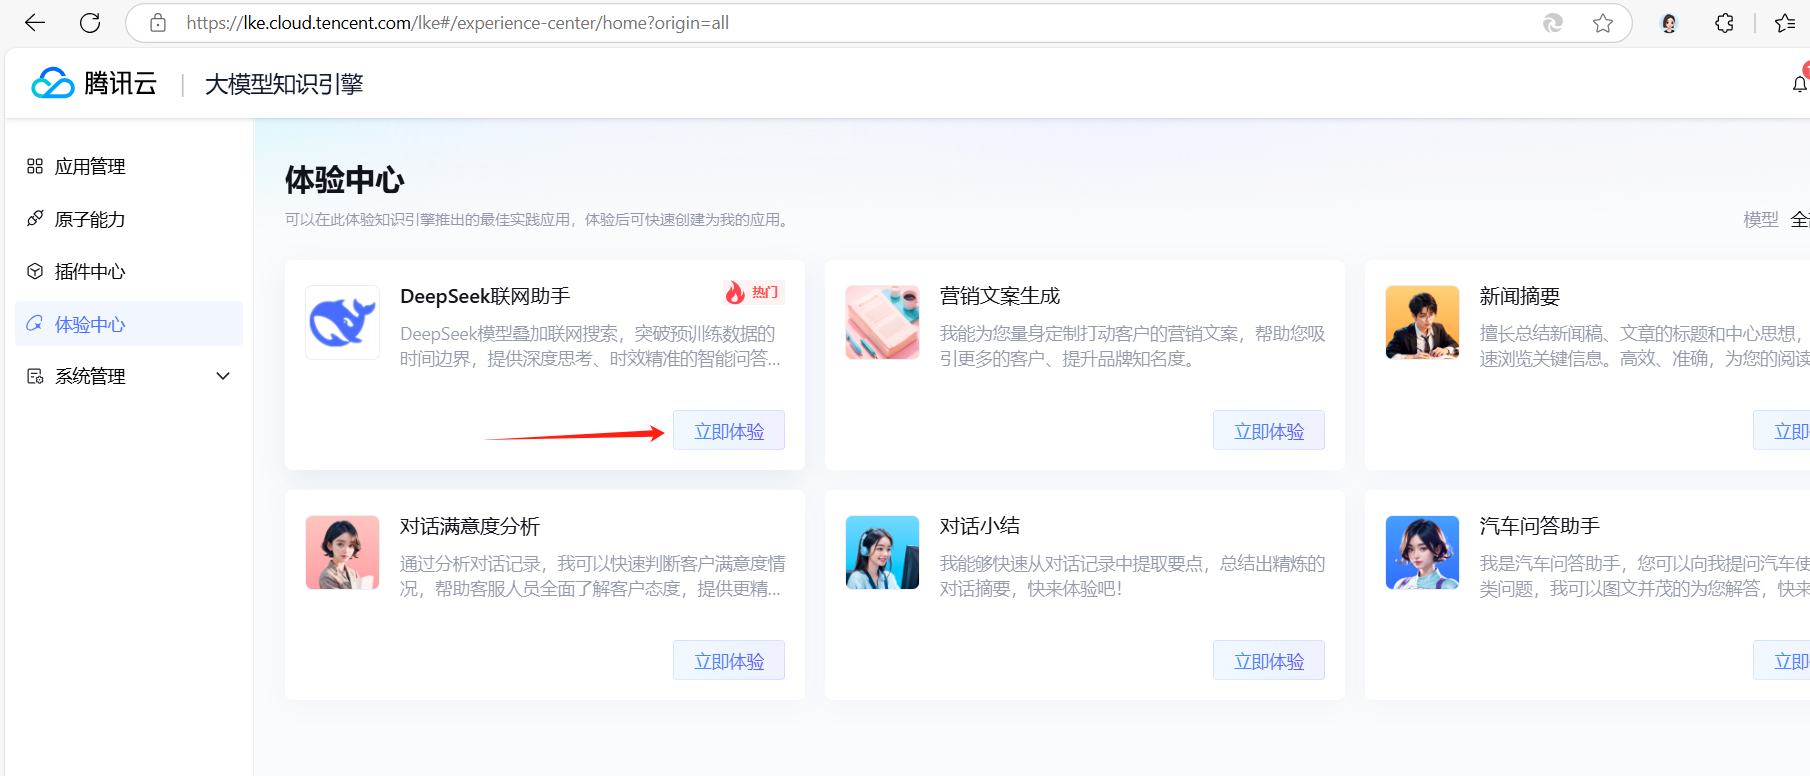 https://lke.cloud.tencent.com/lke#/experience-center/home?origin=all
腾讯云 | 大模型知识引擎
应用管理
原子能力
插件中心
体验中心
系统管理
体验中心
可以在此体验知识引擎推出的最佳实践应用，体验后可快速创建为我的应用。
模型 全部
DeepSeek联网助手
热门
DeepSeek模型叠加联网搜索，突破预训练数据的
时间边界，提供深度思考、时效精准的智能问答...
立即体验
营销文案生成
我能为您量身定制打动客户的营销文案，帮助您吸
引更多的客户、提升品牌知名度。
立即体验
新闻摘要
擅长总结新闻稿、文章的标题和中心思想，
速浏览关键信息。高效、准确，为您的阅读
立即
对话满意度分析
通过分析对话记录，我可以快速判断客户满意度情
况，帮助客服人员全面了解客户态度，提供更精...
立即体验
对话小结
我能够快速从对话记录中提取要点，总结出精炼的
对话摘要，快来体验吧！
立即体验
汽车问答助手
我是汽车问答助手，您可以向我提问汽车使
类问题，我可以图文并茂的为您解答，快来
立即